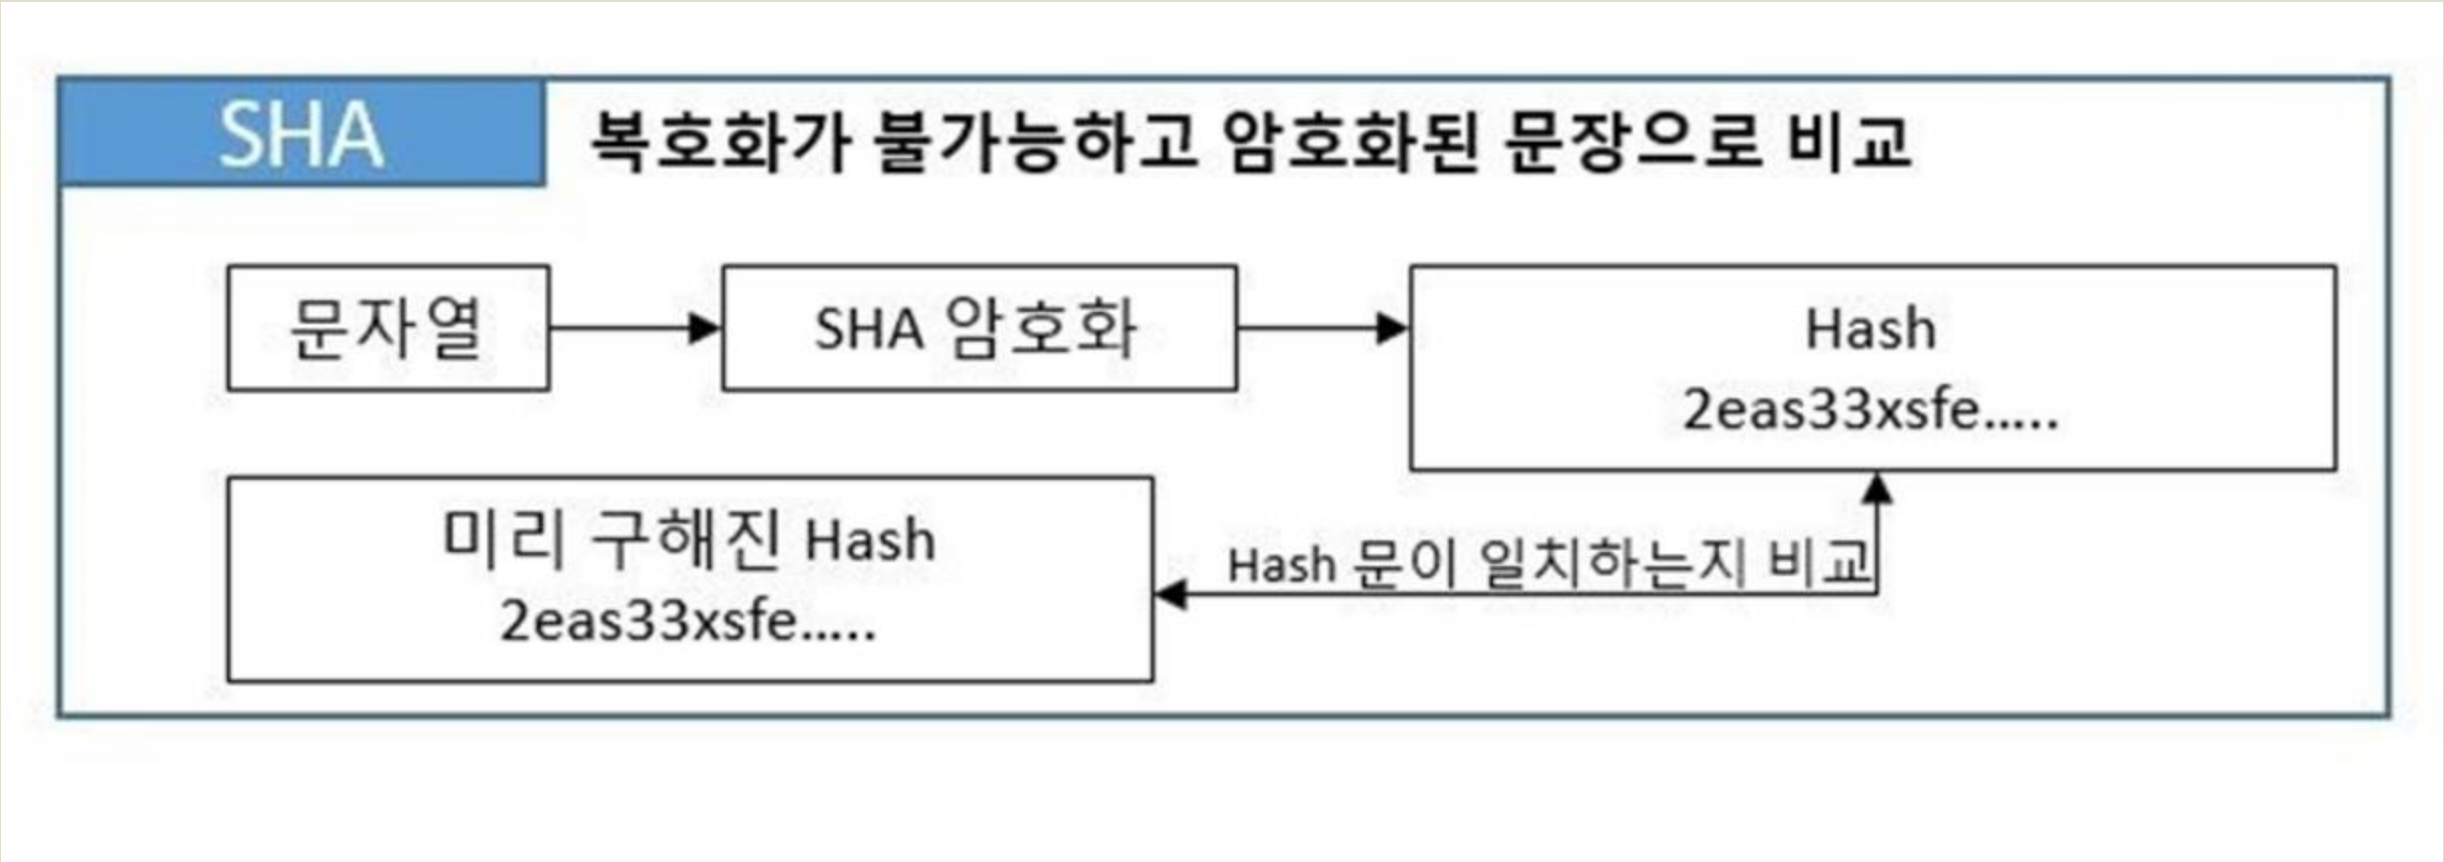 SHA
복호화가 불가능하고 암호화된 문장으로 비교
문자열
SHA 암호화
Hash
2eas33xsfe.....
미리 구해진 Hash
2eas33xsfe.....
Hash 문이 일치하는지 비교